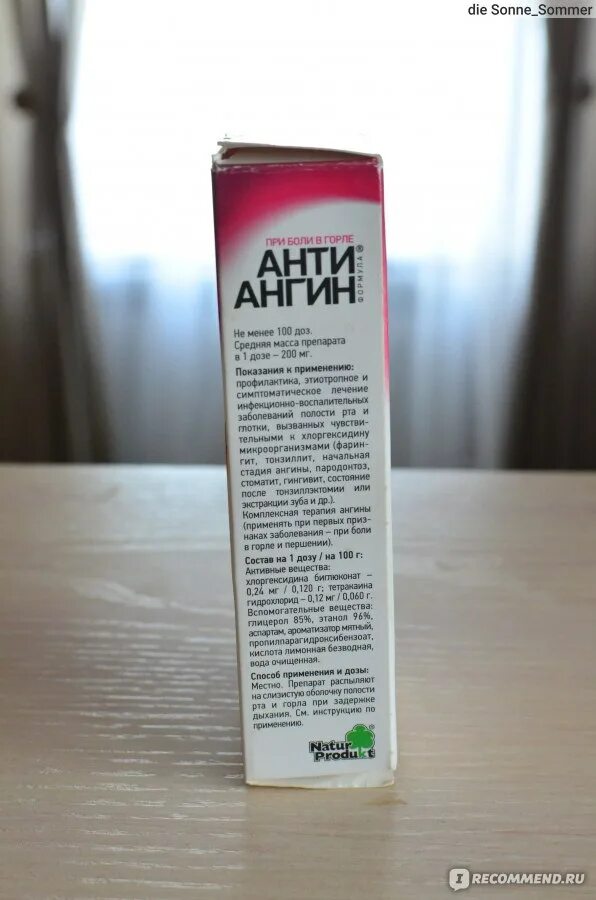 die Sonne_Sommer
ПРИ БОЛИ В ГОРЛЕ
АНТИ
АНГИН®
ФОРМУЛА
Не менее 100 доз.
Средняя масса препарата
в 1 дозе – 200 мг.
Показания к применению:
профилактика, этиотропное и
симптоматическое лечение
инфекционно-воспалительных
заболеваний полости рта и
глотки, вызванных чувстви-
тельными к хлоргексидину
микроорганизмами (фарин-
гит, тонзиллит, начальная
стадия ангины, пародонтоз,
стоматит, гингивит, состояние
после тонзиллэктомии или
экстракции зуба и др.).
Комплексная терапия ангины
(применять при первых приз-
наках заболевания – при боли
в горле и першении).
Состав на 1 дозу / на 100 г:
Активные вещества:
хлоргексидина биглюконат –
0,24 мг / 0,120 г; тетракаина
гидрохлорид – 0,12 мг / 0,060 г.
Вспомогательные вещества:
глицерол 85%, этанол 96%,
аспартам, ароматизатор мятный,
пропилпарагидроксибензоат,
кислота лимонная безводная,
вода очищенная.
Способ применения и дозы:
Местно. Препарат распыляют
на слизистую оболочку полости
рта и горла при задержке
дыхания. См. инструкцию по
применению.
Natur
Produkt®
IRECOMMEND.RU